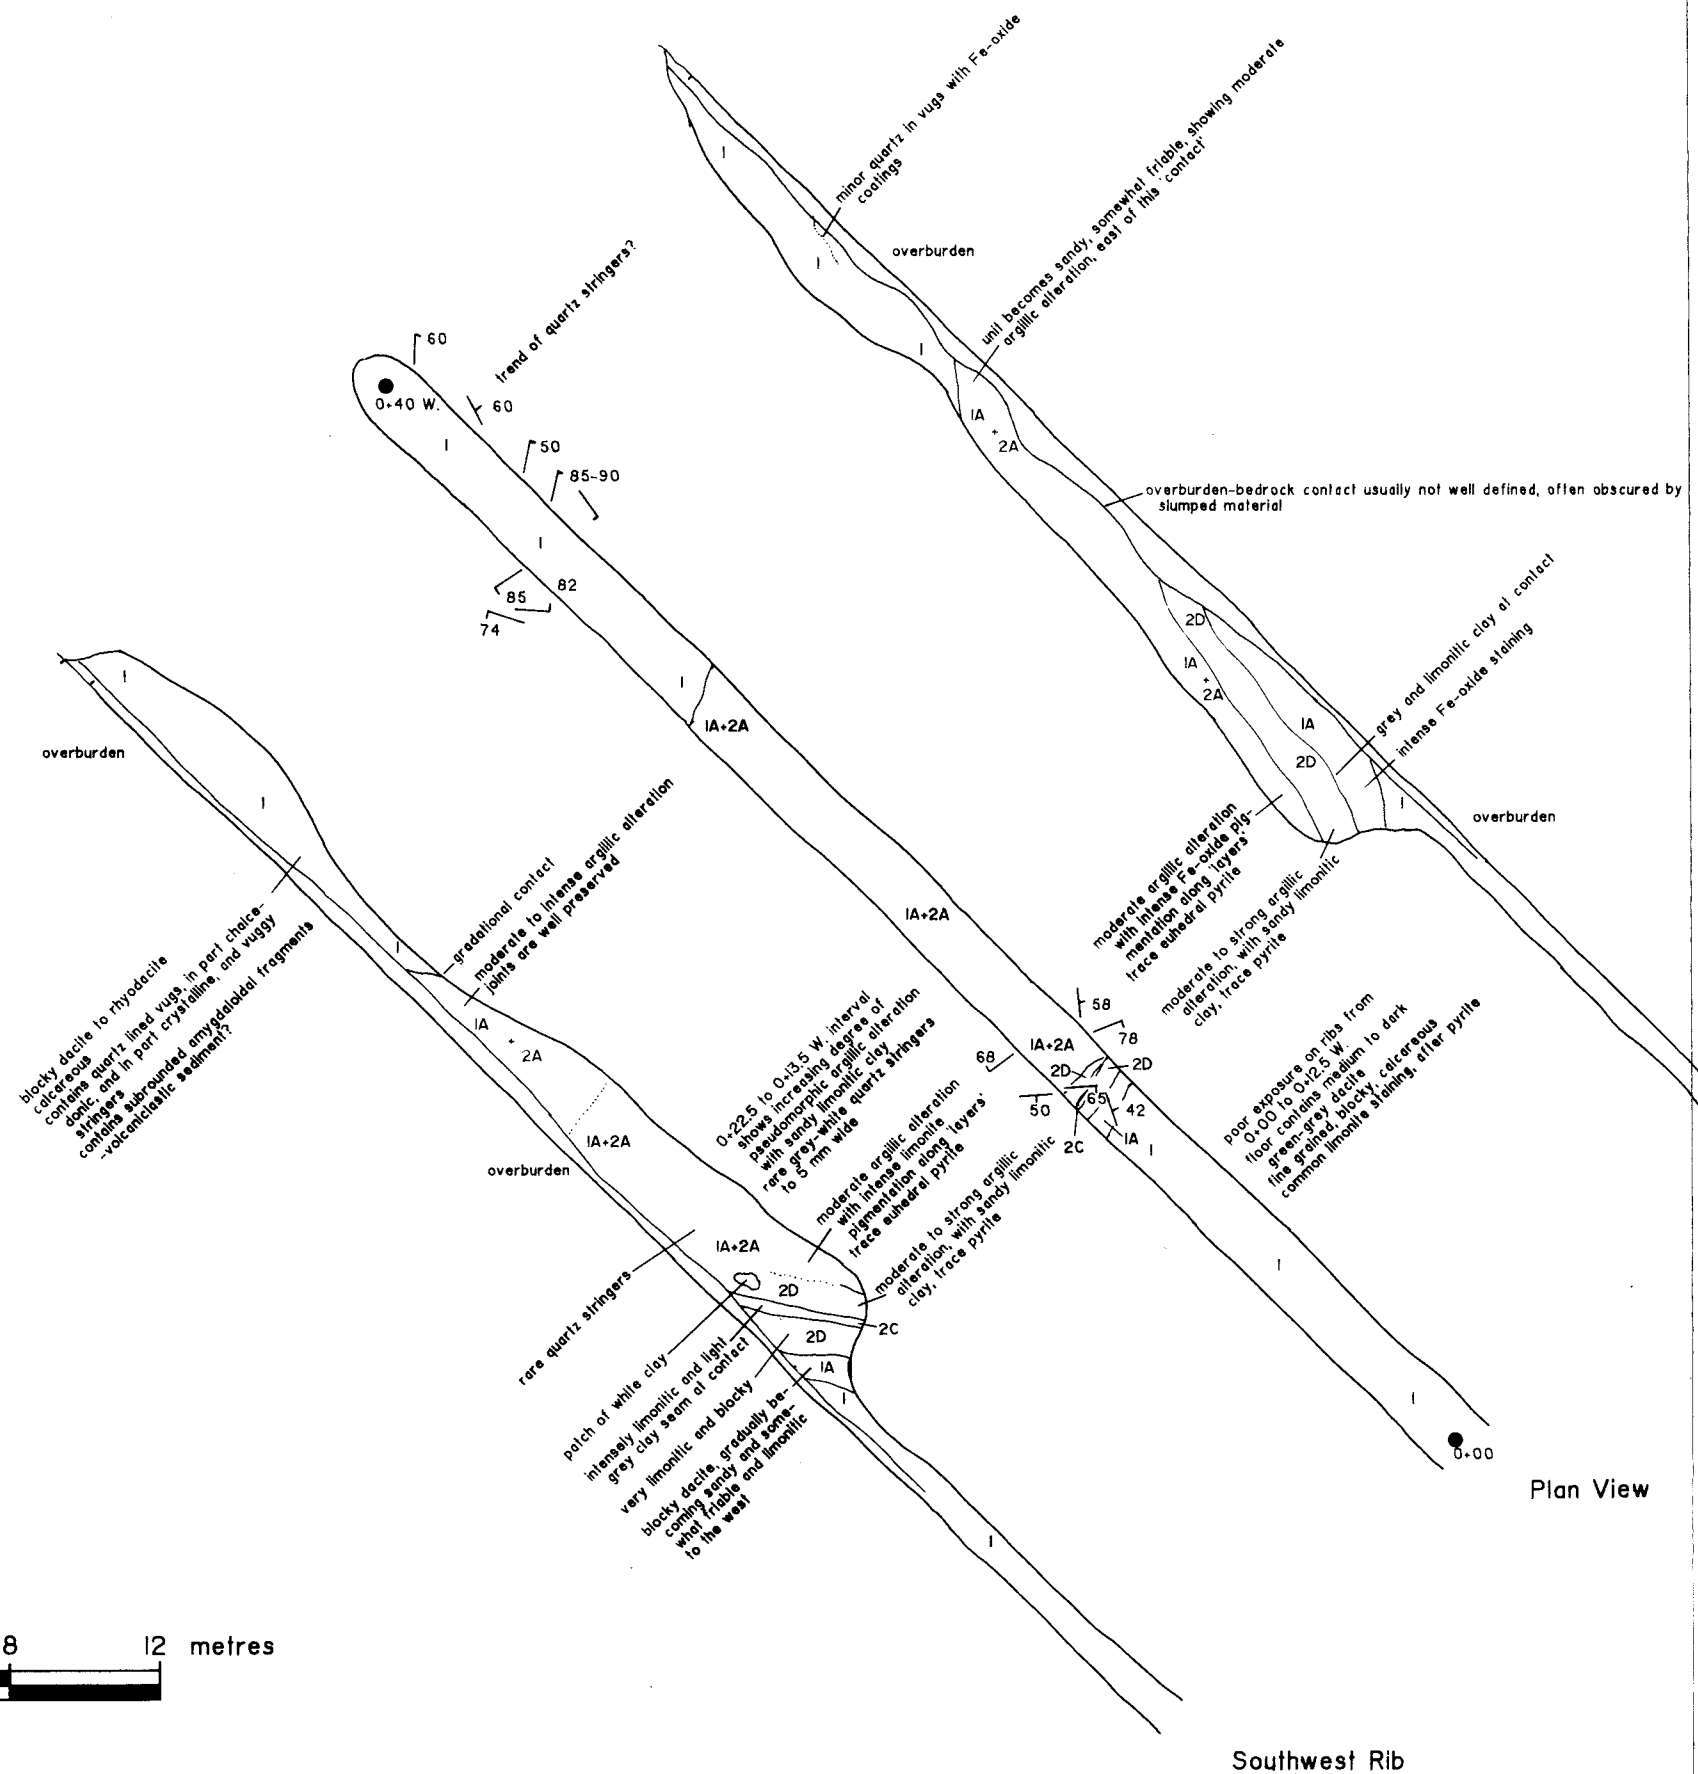 minor quartz in vugs with Fe-oxide
coatings
unit becomes sandy, somewhat friable, showing moderate
argillic alteration, east of this 'contact'
overburden
I
I
I
IA
+
2A
overburden-bedrock contact usually not well defined, often obscured by
slumped material
2D
IA
+
2A
IA
2D
I
grey and limonitic clay at contact
intense Fe-oxide staining
overburden
moderate argillic alteration
with intense Fe-oxide pig-
mentation along 'layers'
trace euhedral pyrite
moderate to strong argillic
alteration, with sandy limonitic
clay, trace pyrite
trend of quartz stringers?
60
60
50
85-90
0+40 W.
I
I
82
85
74
I
IA+2A
IA+2A
58
78
IA+2A
68
2D
2D
65
50
42
2C
IA
I
poor exposure on ribs from
0+00 to 0+12.5 W.
floor contains medium to dark
green-grey dacite
fine grained, blocky, calcareous
common limonite staining, after pyrite
I
I
0+00
Plan View
I
overburden
I
I
gradational contact
moderate to intense argillic alteration
joints are well preserved
blocky dacite to rhyodacite
calcareous
contains quartz lined vugs, in part chalce-
donic, and in part crystalline, and vuggy
stringers
contains subrounded amygdaloidal fragments
-volcaniclastic sediment?
IA
+
2A
IA+2A
overburden
0+22.5 to 0+13.5 W. interval
shows increasing degree of
pseudomorphic argillic alteration
with sandy limonitic clay
rare grey-white quartz stringers
to 5 mm wide
moderate argillic alteration
with intense limonite
pigmentation along 'layers'
trace euhedral pyrite
moderate to strong argillic
alteration, with sandy limonitic
clay, trace pyrite
IA+2A
2D
2C
2D
IA
I
rare quartz stringers
patch of white clay
intensely limonitic and light
grey clay seam at contact
very limonitic and blocky
blocky dacite, gradually be-
coming sandy and some-
what friable and limonitic
to the west
I
8 12 metres
Southwest Rib